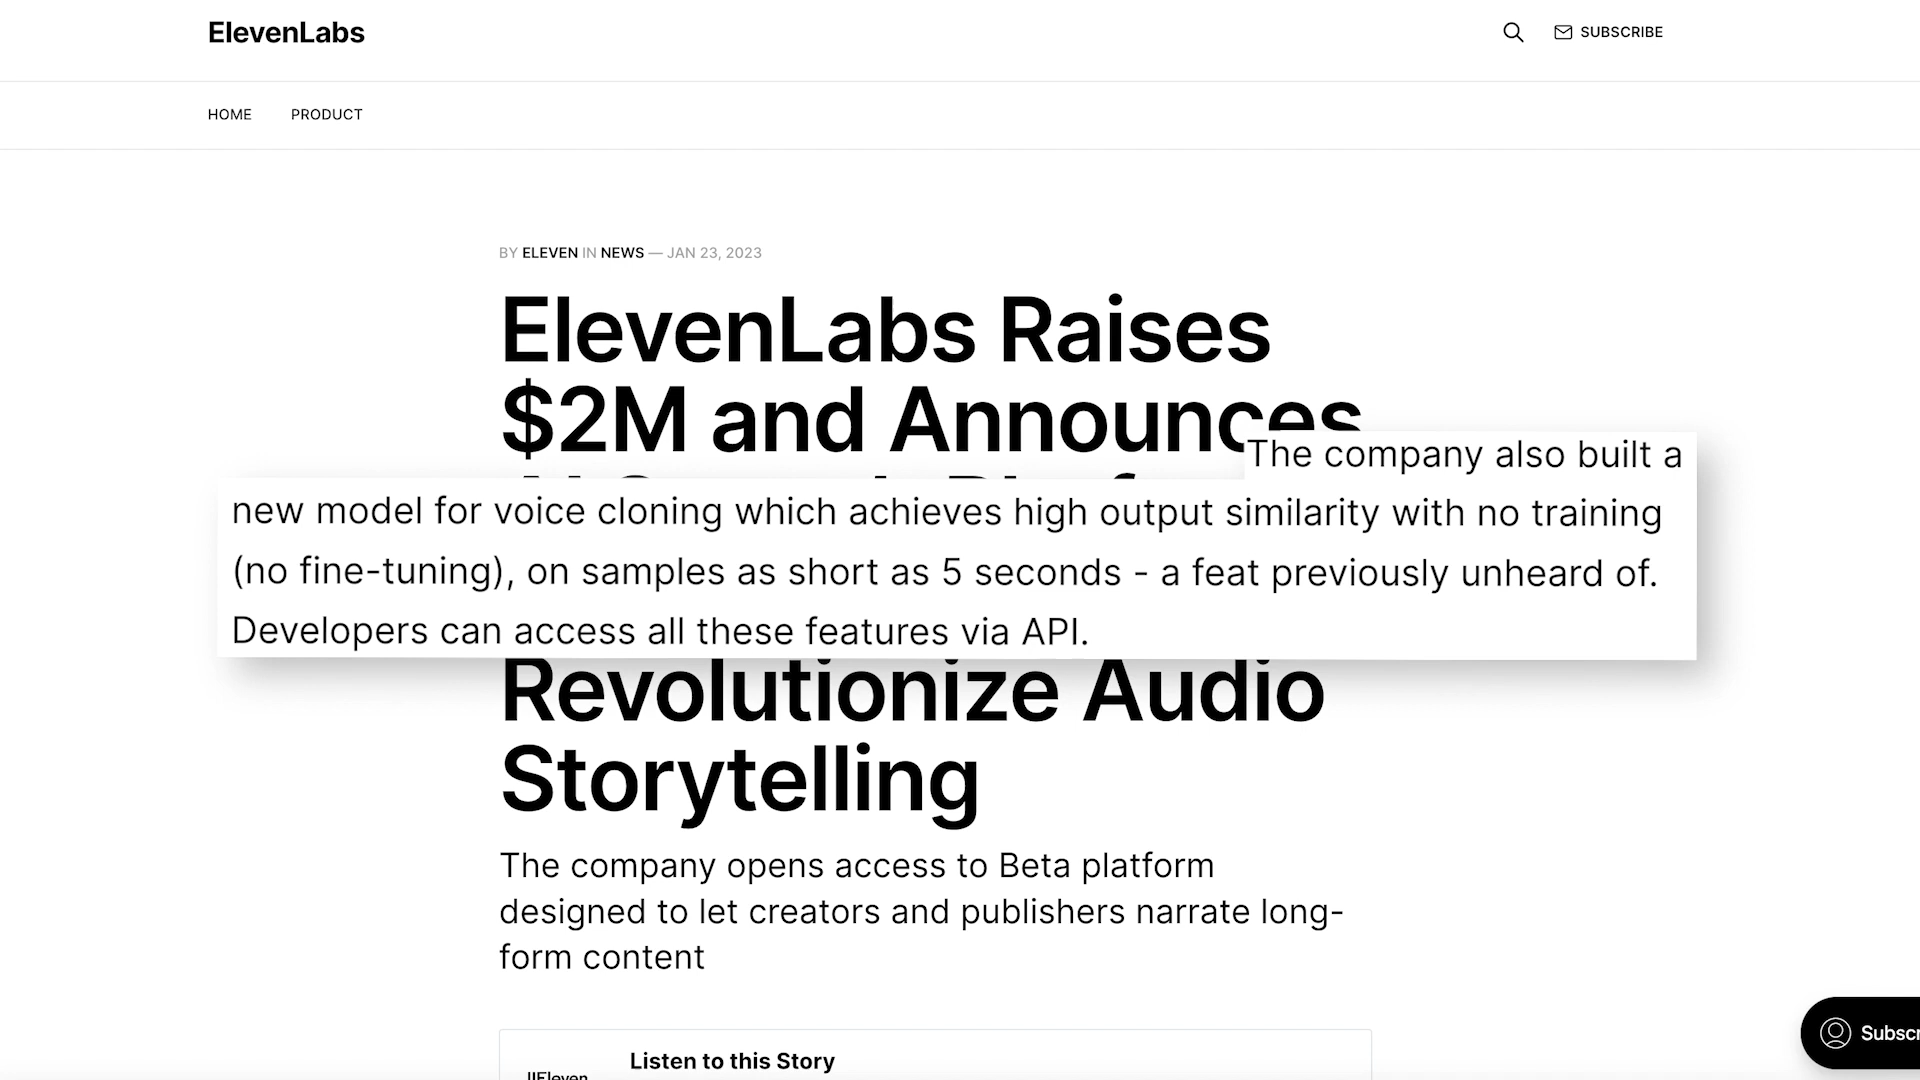 ElevenLabs
SUBSCRIBE
HOME PRODUCT
BY ELEVEN IN NEWS — JAN 23, 2023
ElevenLabs Raises
$2M and Announces
The company also built a
new model for voice cloning which achieves high output similarity with no training
(no fine-tuning), on samples as short as 5 seconds - a feat previously unheard of.
Developers can access all these features via API.
Revolutionize Audio
Storytelling
The company opens access to Beta platform
designed to let creators and publishers narrate long-
form content
Listen to this Story
IIEleven
Subscr